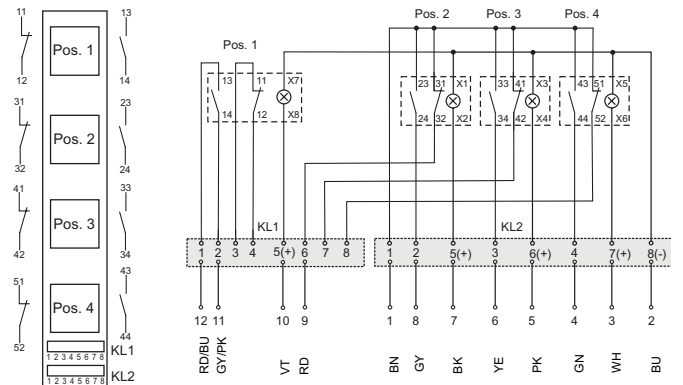 11 13
Pos. 1
12 14
31 23
Pos. 2
32 24
41 33
Pos. 3
42 34
51 43
Pos. 4
52 44
1 2 3 4 5 6 7 8 KL1
1 2 3 4 5 6 7 8 KL2
Pos. 2 Pos. 3 Pos. 4
Pos. 1
13 11 X7
14 12 X8
23 31 X1 33 41 X3 43 51 X5
24 32 X2 34 42 X4 44 52 X6
KL1 KL2
1 2 3 4 5(+) 6 7 8
1 2 5(+) 3 6(+) 4 7(+) 8(-)
12 11 10 9 1 8 7 6 5 4 3 2
RD/BU GY/PK VT RD BN GY BK YE PK GN WH BU